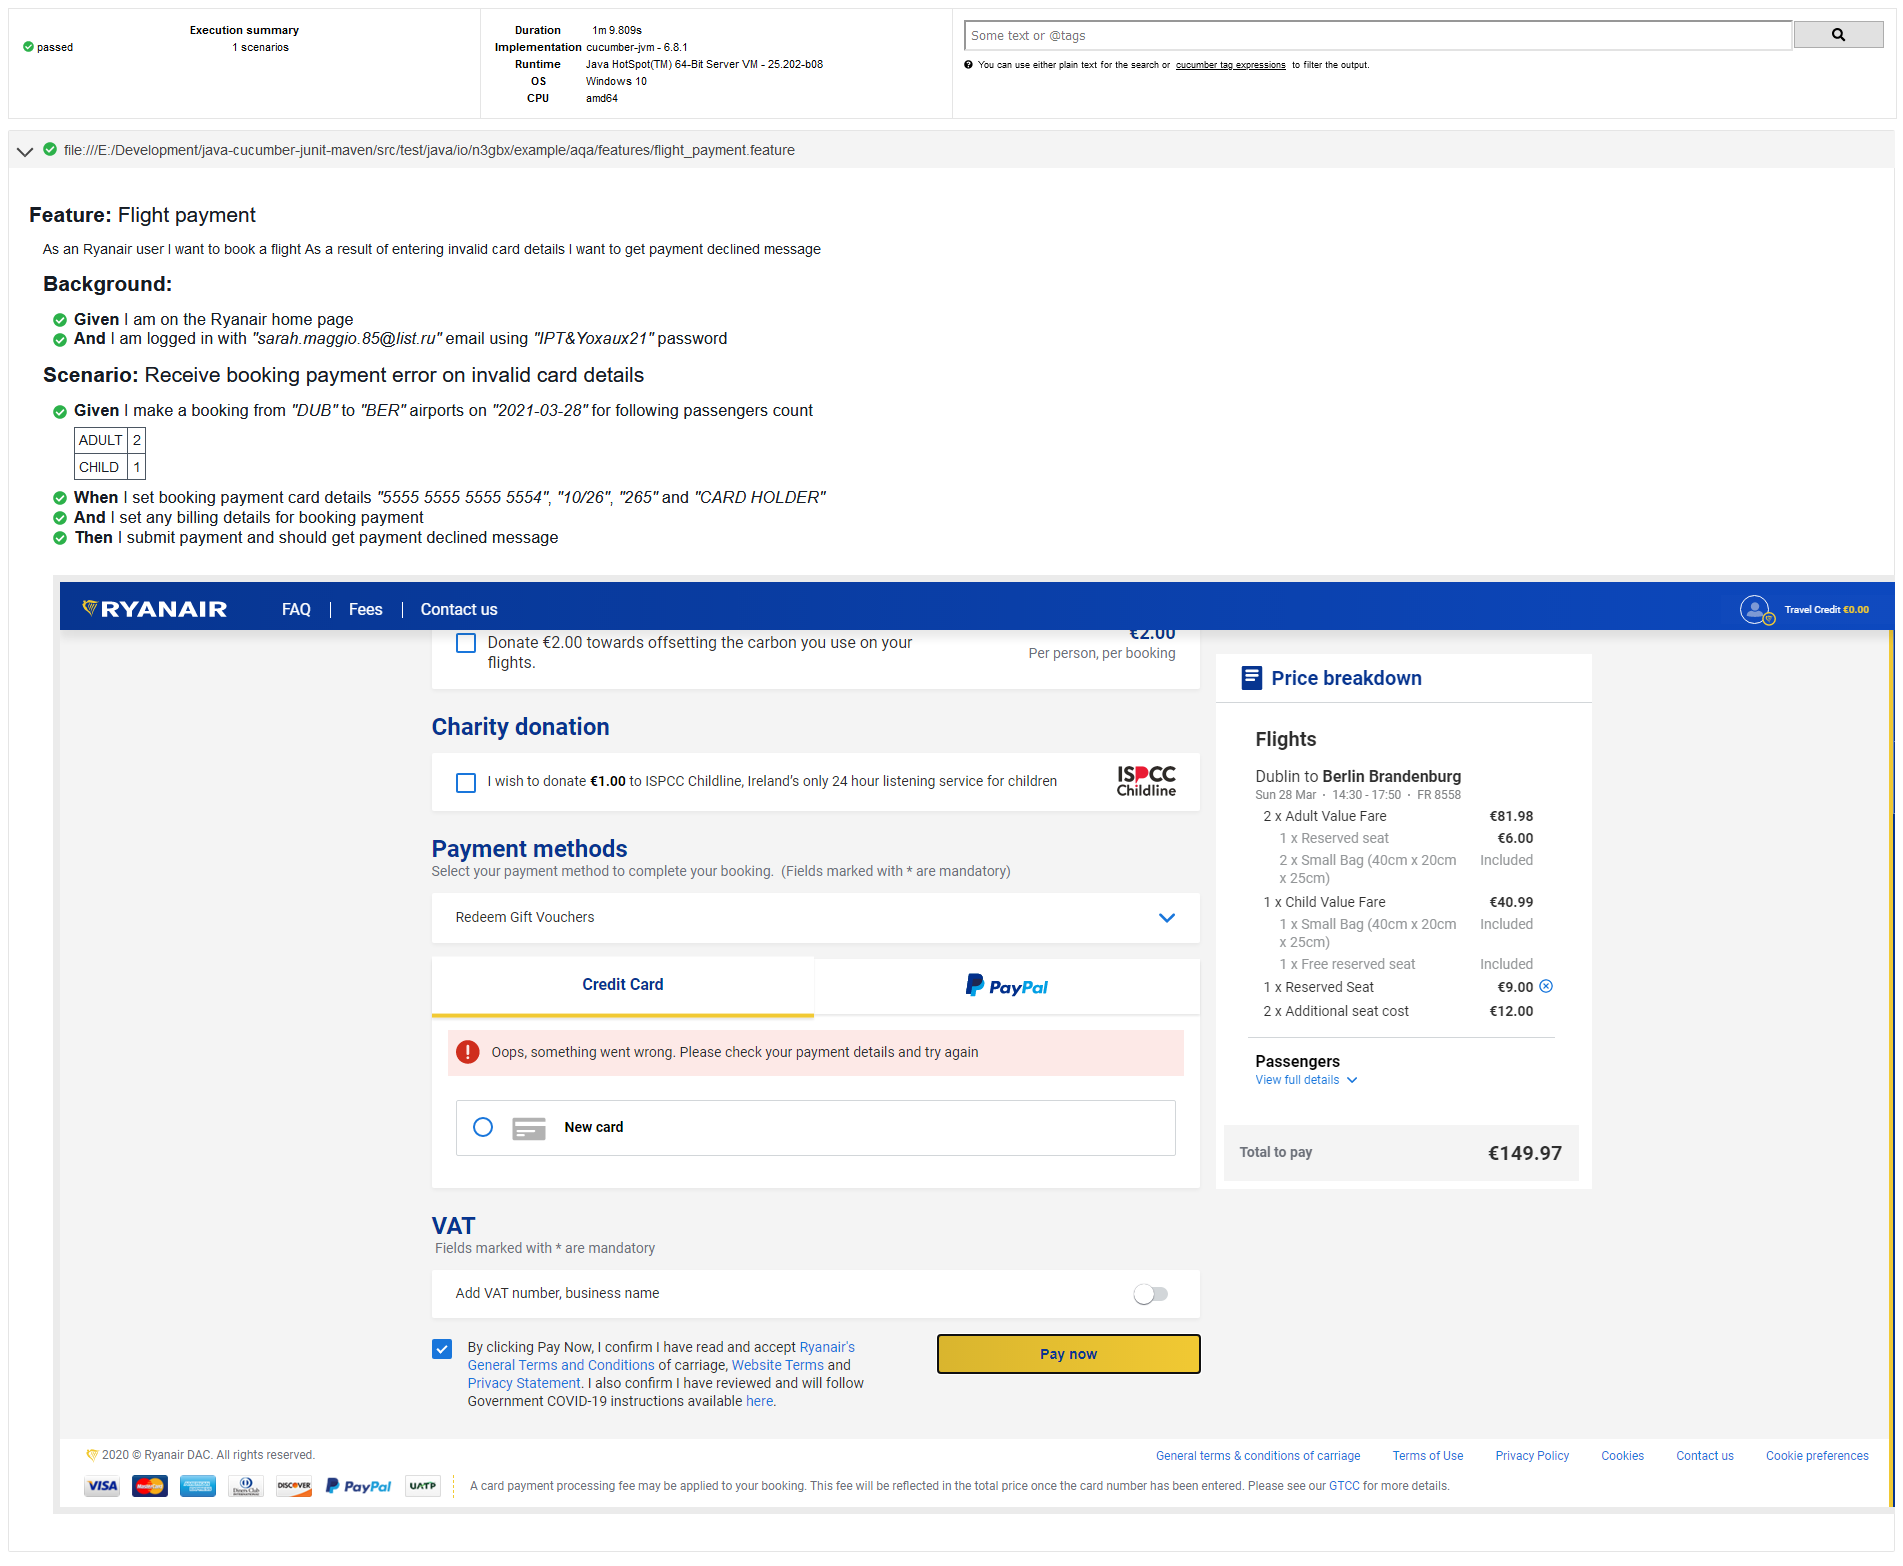 Execution summary
passed
1 scenarios
Duration 1m 9.809s
Implementation cucumber-jvm - 6.8.1
Runtime Java HotSpot(TM) 64-Bit Server VM - 25.202-b08
OS Windows 10
CPU amd64
Some text or @tags
You can use either plain text for the search or cucumber tag expressions to filter the output.
file:///E:/Development/java-cucumber-junit-maven/src/test/java/io/n3gbx/example/aqa/features/flight_payment.feature
Feature: Flight payment
As an Ryanair user I want to book a flight As a result of entering invalid card details I want to get payment declined message
Background:
Given I am on the Ryanair home page
And I am logged in with "sarah.maggio.85@list.ru" email using "IPT&Yoxaux21" password
Scenario: Receive booking payment error on invalid card details
Given I make a booking from "DUB" to "BER" airports on "2021-03-28" for following passengers count
ADULT 2
CHILD 1
When I set booking payment card details "5555 5555 5555 5554", "10/26", "265" and "CARD HOLDER"
And I set any billing details for booking payment
Then I submit payment and should get payment declined message
RYANAIR
FAQ
Fees
Contact us
Travel Credit €0.00
Donate €2.00 towards offsetting the carbon you use on your
flights.
€2.00
Per person, per booking
Charity donation
I wish to donate €1.00 to ISPCC Childline, Ireland's only 24 hour listening service for children
ISPCC
Childline
Payment methods
Select your payment method to complete your booking. (Fields marked with * are mandatory)
Redeem Gift Vouchers
Credit Card
PayPal
Oops, something went wrong. Please check your payment details and try again
New card
VAT
Fields marked with * are mandatory
Add VAT number, business name
By clicking Pay Now, I confirm I have read and accept Ryanair's
General Terms and Conditions of carriage, Website Terms and
Privacy Statement. I also confirm I have reviewed and will follow
Government COVID-19 instructions available here.
Pay now
Price breakdown
Flights
Dublin to Berlin Brandenburg
Sun 28 Mar · 14:30 - 17:50 · FR 8558
2 x Adult Value Fare €81.98
1 x Reserved seat €6.00
2 x Small Bag (40cm x 20cm Included
x 25cm)
1 x Child Value Fare €40.99
1 x Small Bag (40cm x 20cm Included
x 25cm)
1 x Free reserved seat Included
1 x Reserved Seat €9.00
2 x Additional seat cost €12.00
Passengers
View full details
Total to pay €149.97
2020 © Ryanair DAC. All rights reserved.
General terms & conditions of carriage
Terms of Use
Privacy Policy
Cookies
Contact us
Cookie preferences
VISA
MasterCard
DISCOVER
PayPal
UATP
A card payment processing fee may be applied to your booking. This fee will be reflected in the total price once the card number has been entered. Please see our GTCC for more details.